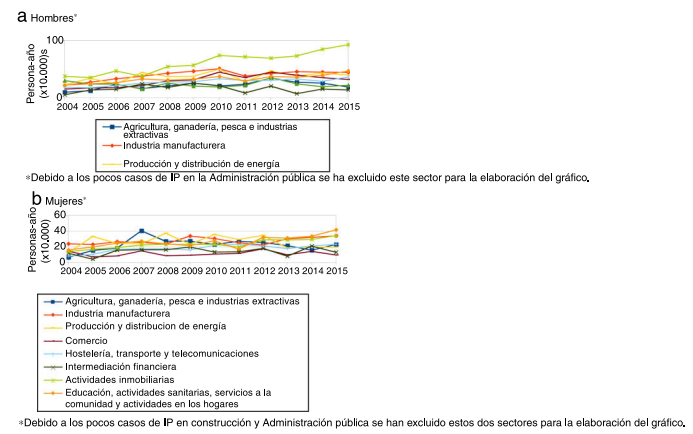 a Hombres*
100
50
0
Persona-año
(x10.000)s
2004 2005 2006 2007 2008 2009 2010 2011 2012 2013 2014 2015
Agricultura, ganadería, pesca e industrias
extractivas
Industria manufacturera
Producción y distribución de energía
*Debido a los pocos casos de IP en la Administración pública se ha excluido este sector para la elaboración del gráfico.
b Mujeres*
60
40
20
0
Personas-año
(x10.000)
2004 2005 2006 2007 2008 2009 2010 2011 2012 2013 2014 2015
Agricultura, ganadería, pesca e industrias extractivas
Industria manufacturera
Producción y distribucion de energía
Comercio
Hostelería, transporte y telecomunicaciones
Intermediación financiera
Actividades inmobiliarias
Educación, actividades sanitarias, servicios a la
comunidad y actividades en los hogares
*Debido a los pocos casos de IP en construcción y Administración pública se han excluido estos dos sectores para la elaboración del gráfico.